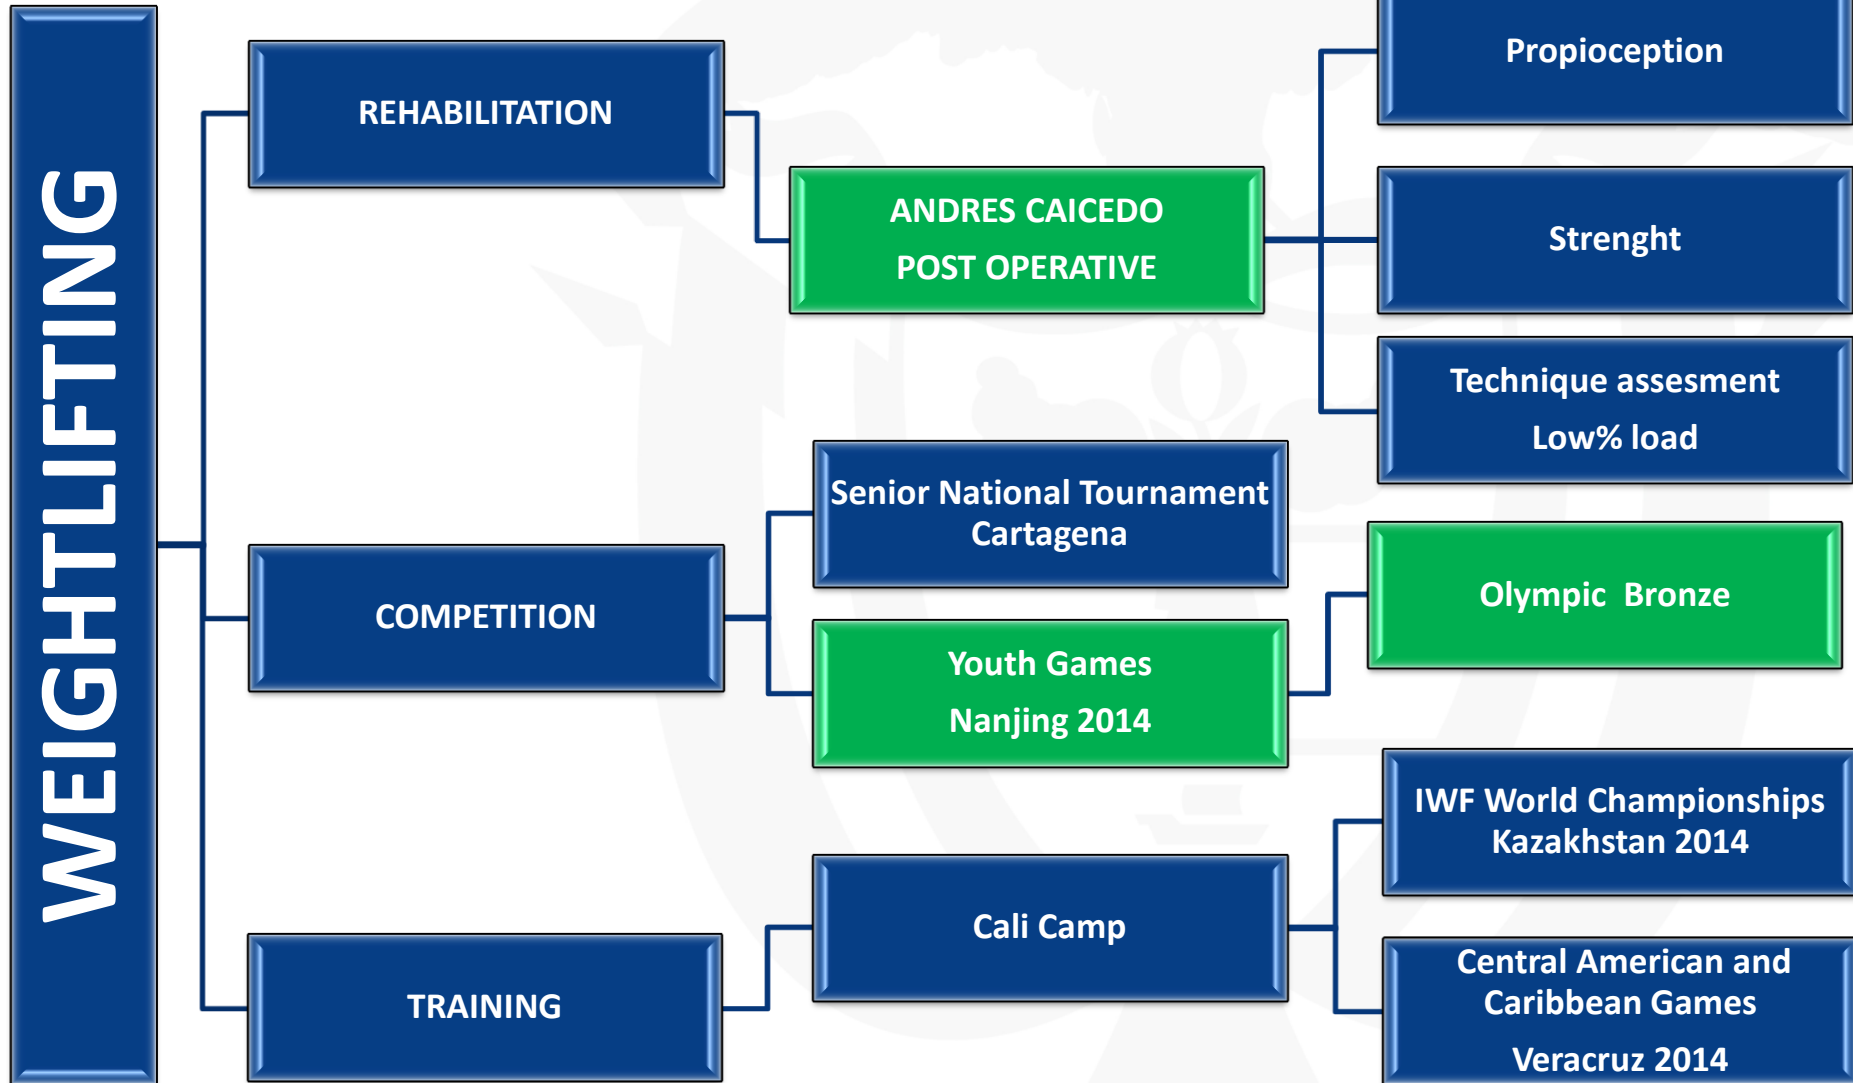 WEIGHTLIFTING
REHABILITATION
ANDRES CAICEDO
POST OPERATIVE
Propioception
Strenght
Technique assesment
Low% load
COMPETITION
Senior National Tournament
Cartagena
Youth Games
Nanjing 2014
Olympic  Bronze
TRAINING
Cali Camp
IWF World Championships
Kazakhstan 2014
Central American and
Caribbean Games
Veracruz 2014